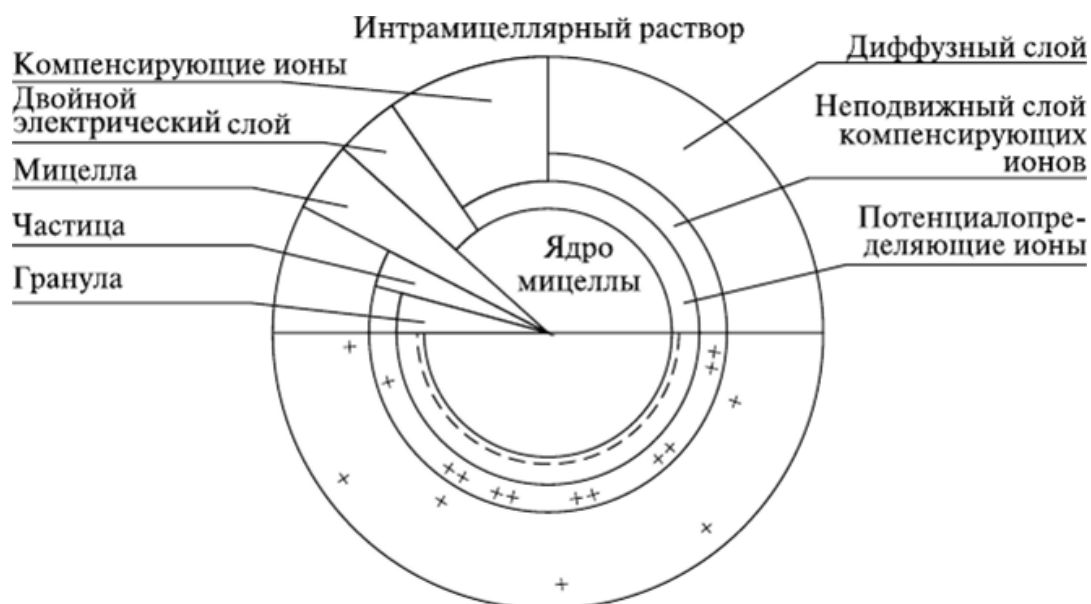 Интрамицеллярный раствор
Компенсирующие ионы
Двойной
электрический слой
Мицелла
Частица
Гранула
Диффузный слой
Неподвижный слой
компенсирующих
ионов
Потенциалопре-
деляющие ионы
Ядро
мицеллы